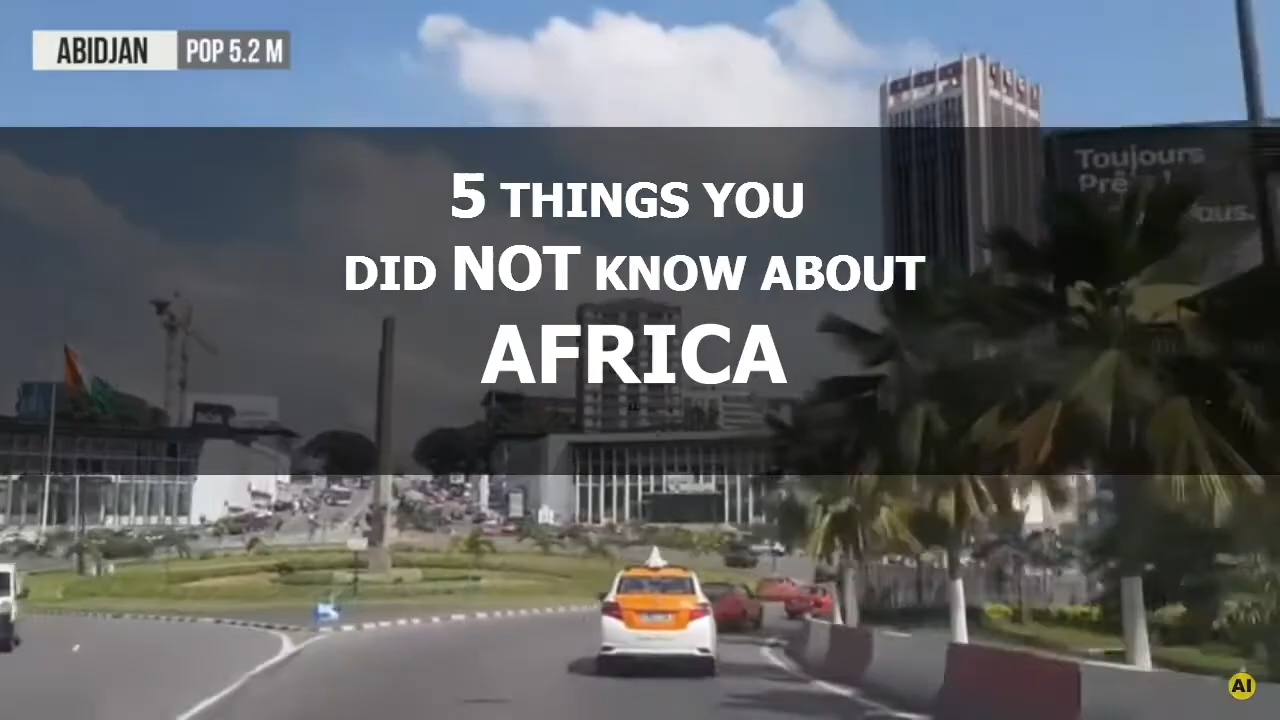 ABIDJAN POP 5.2 M
5 THINGS YOU
DID NOT KNOW ABOUT
AFRICA
Toujours
AI